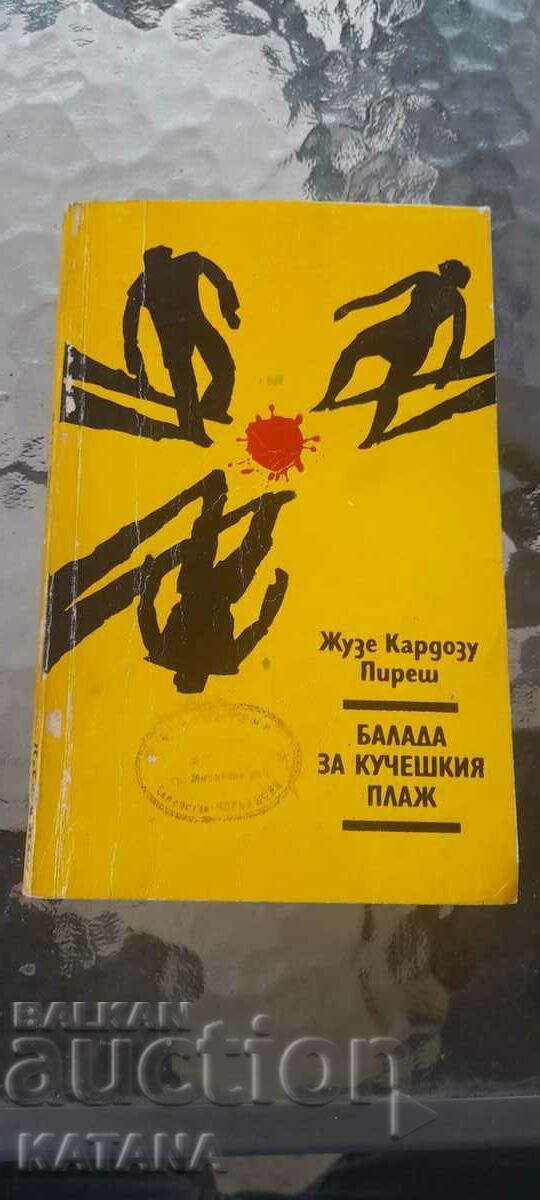 Жузе Кардозу
Пиреш
БАЛАДА
ЗА КУЧЕШКИЯ
ПЛАЖ
BALKAN
auction
KATANA